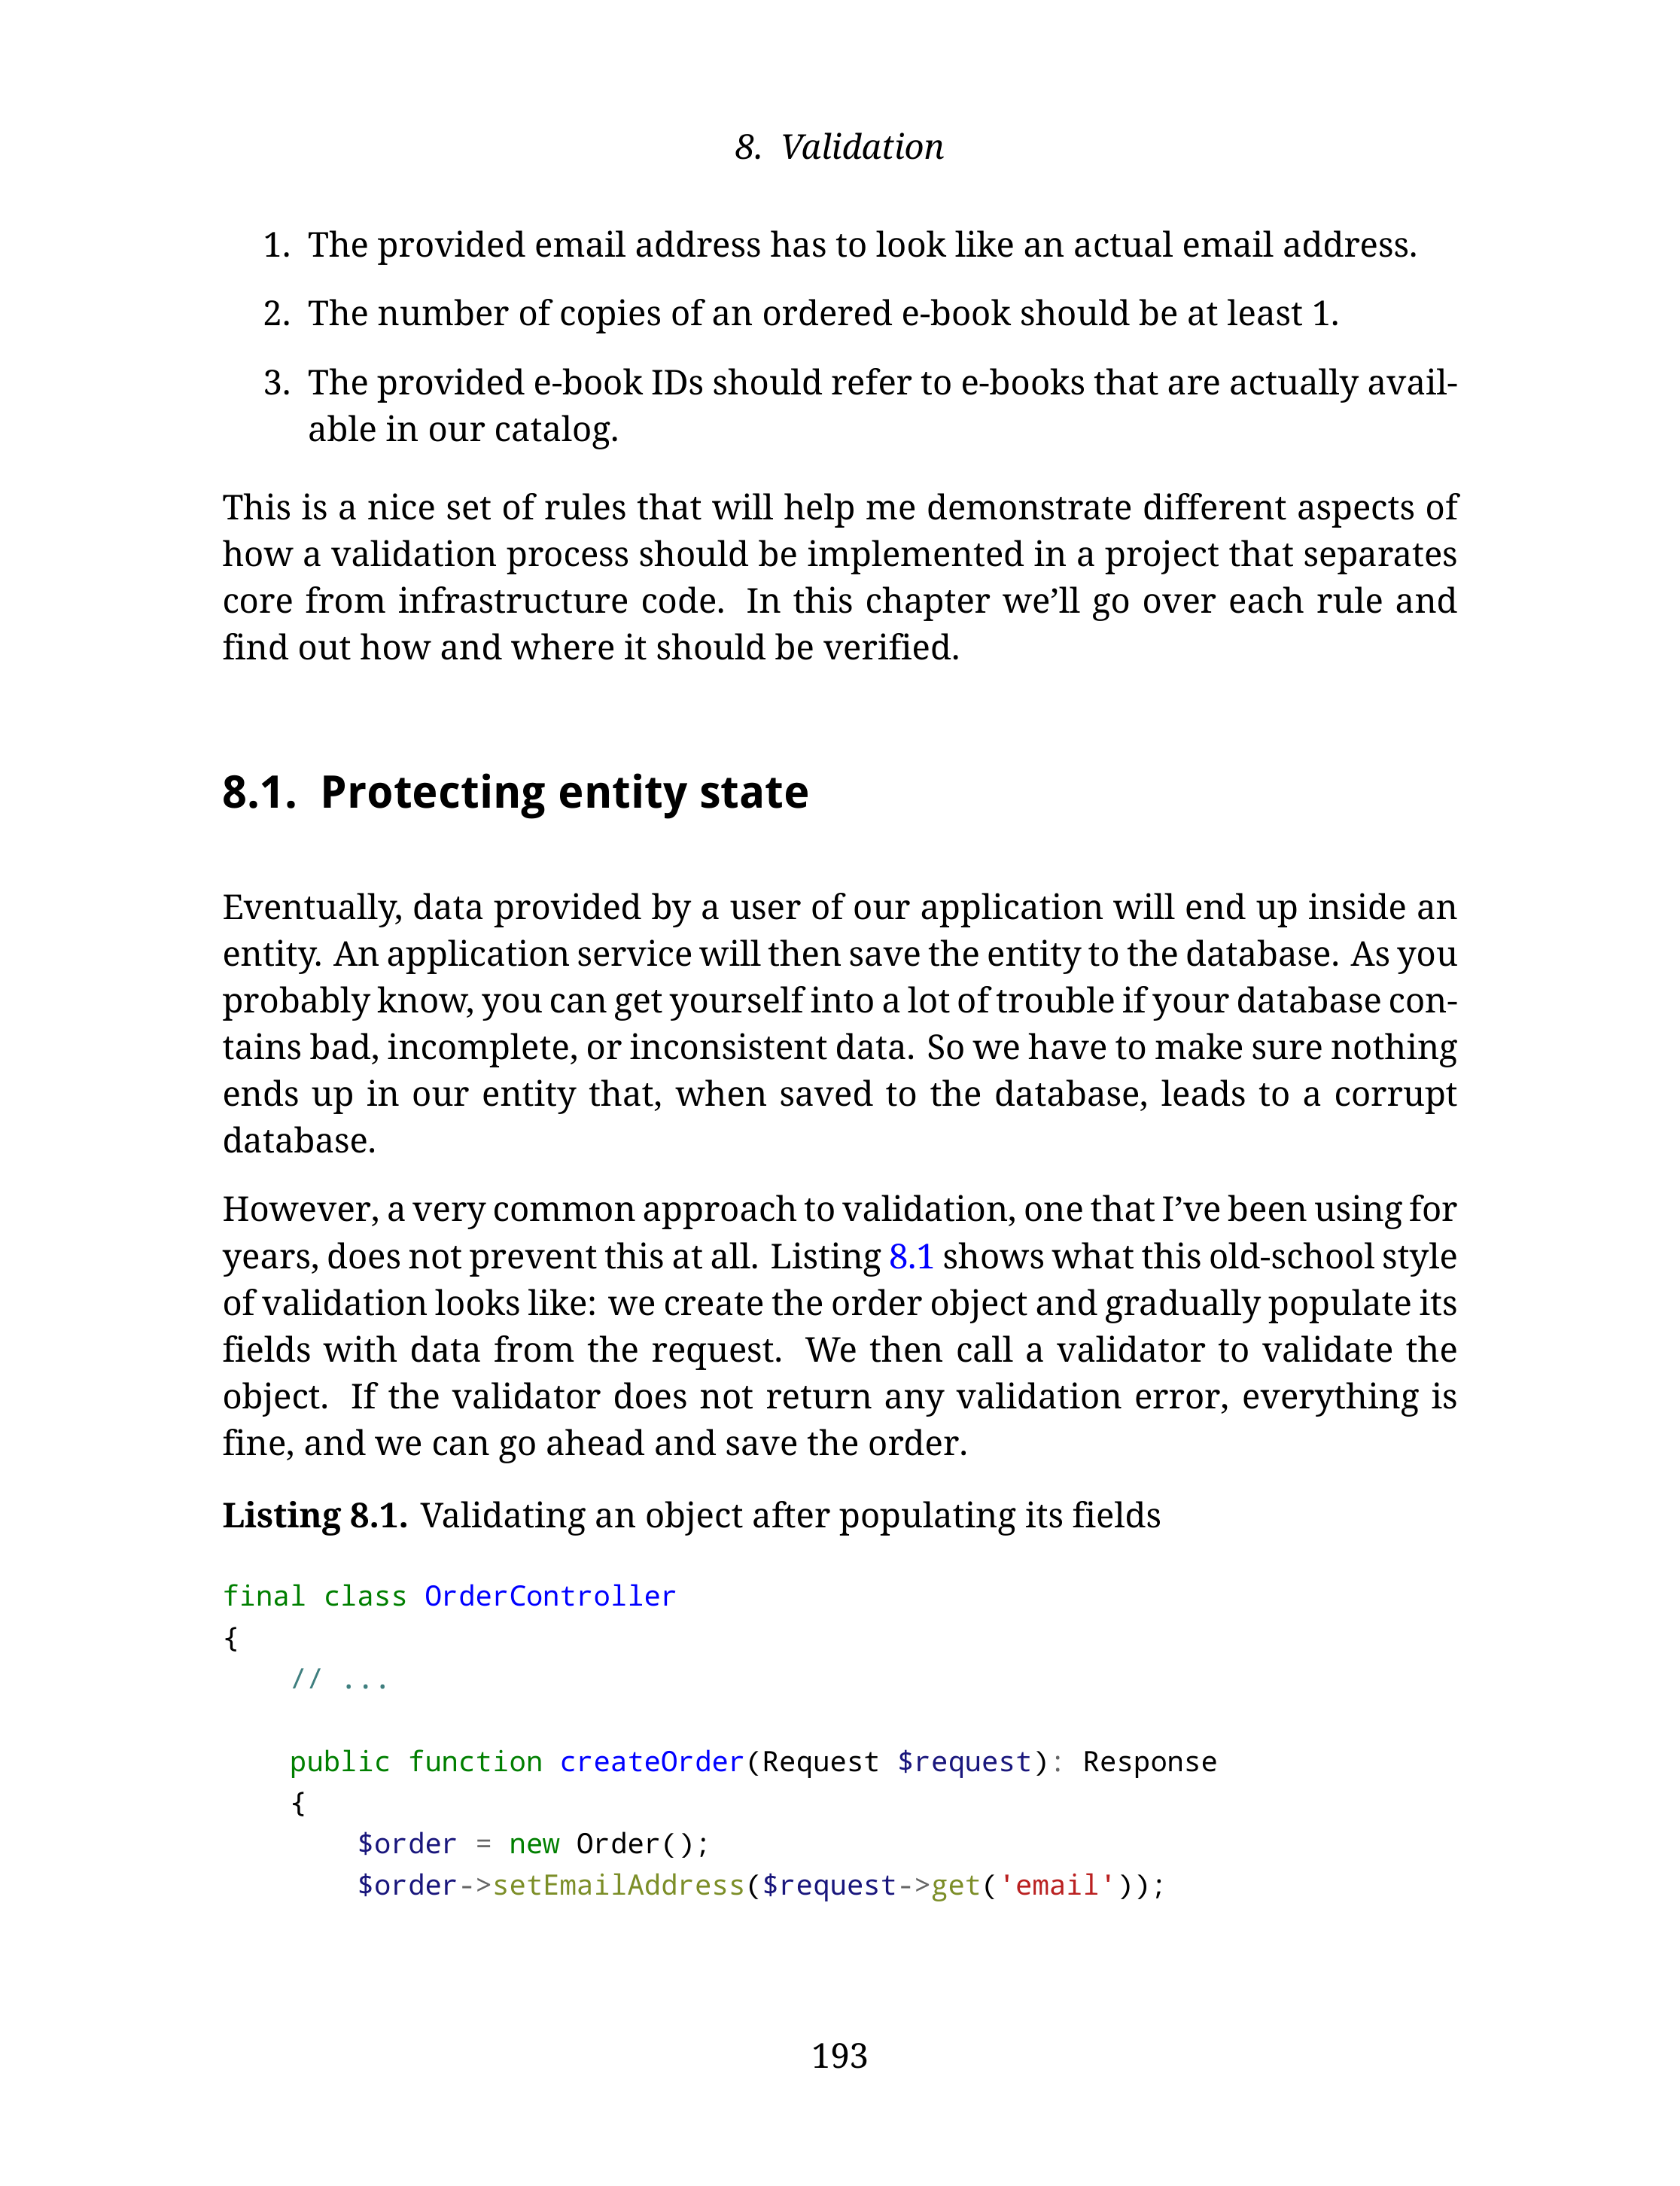 8. Validation
1. The provided email address has to look like an actual email address.
2. The number of copies of an ordered e-book should be at least 1.
3. The provided e-book IDs should refer to e-books that are actually avail-
able in our catalog.
This is a nice set of rules that will help me demonstrate different aspects of
how a validation process should be implemented in a project that separates
core from infrastructure code. In this chapter we’ll go over each rule and
find out how and where it should be verified.
8.1. Protecting entity state
Eventually, data provided by a user of our application will end up inside an
entity. An application service will then save the entity to the database. As you
probably know, you can get yourself into a lot of trouble if your database con-
tains bad, incomplete, or inconsistent data. So we have to make sure nothing
ends up in our entity that, when saved to the database, leads to a corrupt
database.
However, a very common approach to validation, one that I’ve been using for
years, does not prevent this at all. Listing 8.1 shows what this old-school style
of validation looks like: we create the order object and gradually populate its
fields with data from the request. We then call a validator to validate the
object. If the validator does not return any validation error, everything is
fine, and we can go ahead and save the order.
Listing 8.1. Validating an object after populating its fields
final class OrderController
{
    // ...
    public function createOrder(Request $request): Response
    {
        $order = new Order();
        $order->setEmailAddress($request->get('email'));
193